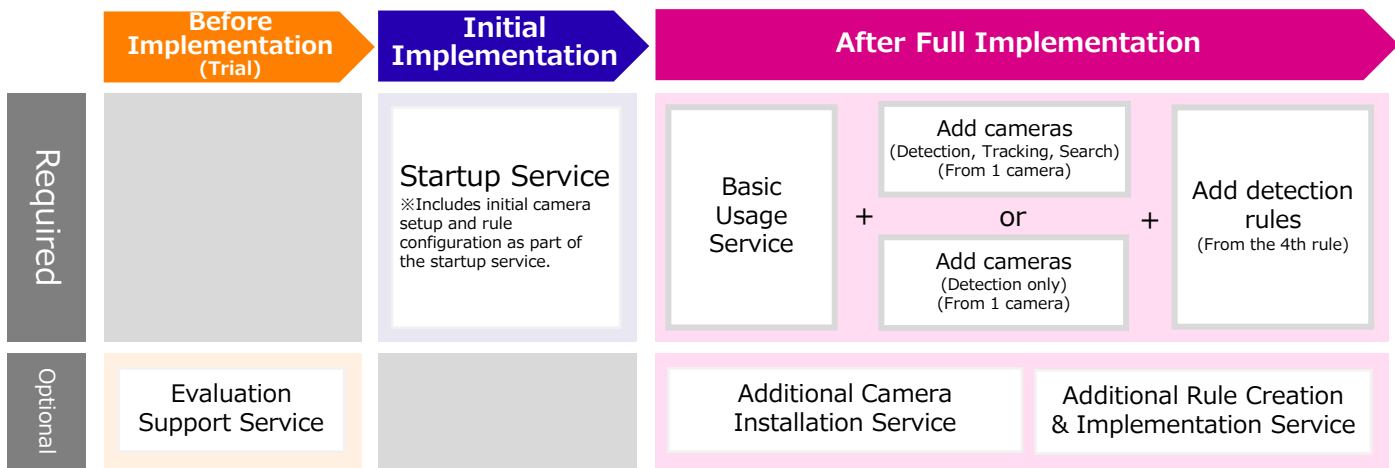 Before
Implementation
(Trial)
Initial
Implementation
After Full Implementation
Required
Startup Service
※Includes initial camera
setup and rule
configuration as part of
the startup service.
Basic
Usage
Service
+
Add cameras
(Detection, Tracking, Search)
(From 1 camera)
or
Add cameras
(Detection only)
(From 1 camera)
+
Add detection
rules
(From the 4th rule)
Optional
Evaluation
Support Service
Additional Camera
Installation Service
Additional Rule Creation
& Implementation Service